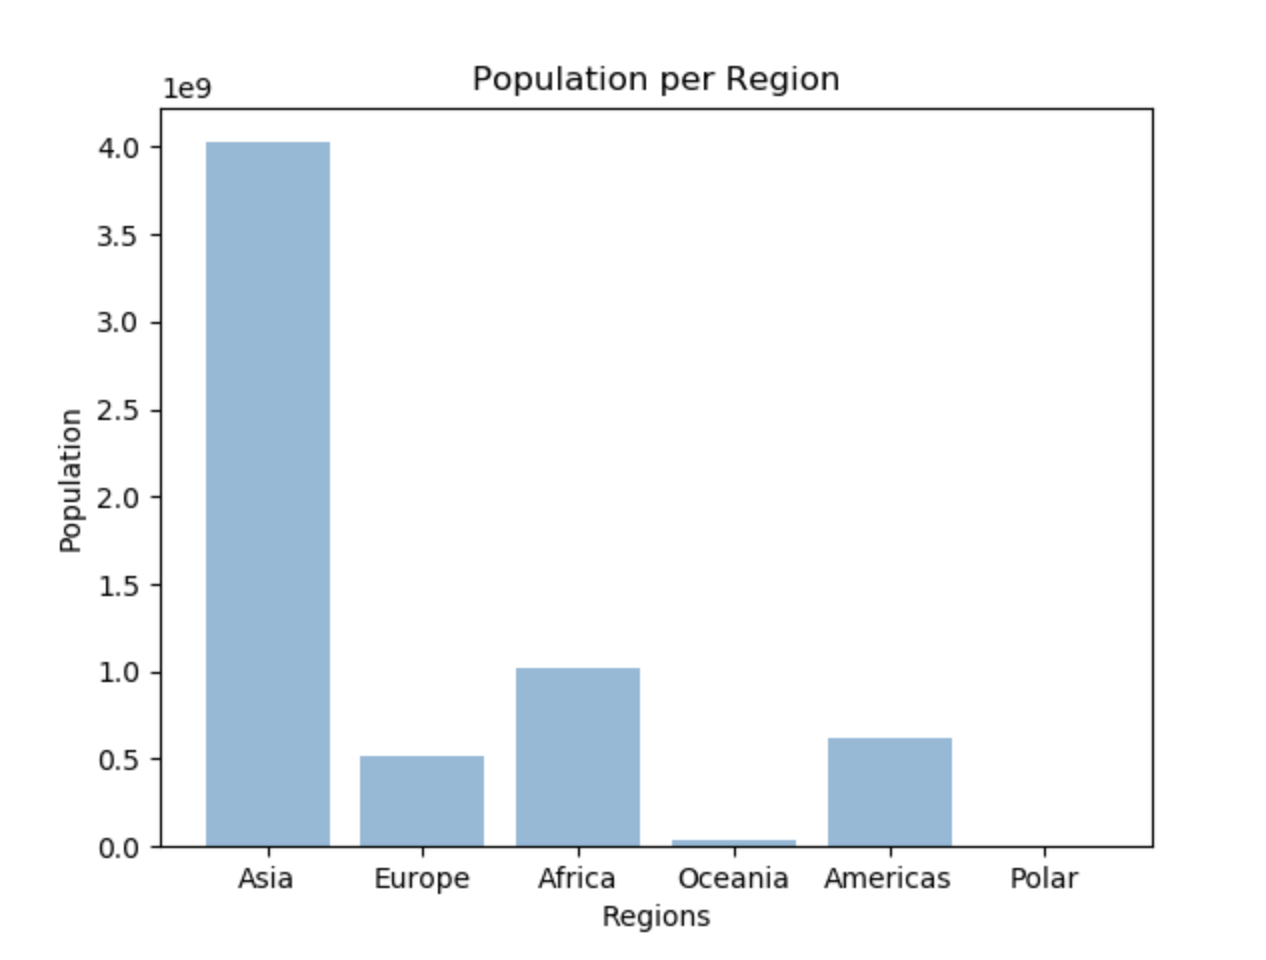 Population per Region
1e9
4.0
3.5
3.0
2.5
2.0
1.5
1.0
0.5
0.0
Population
Asia Europe Africa Oceania Americas Polar
Regions